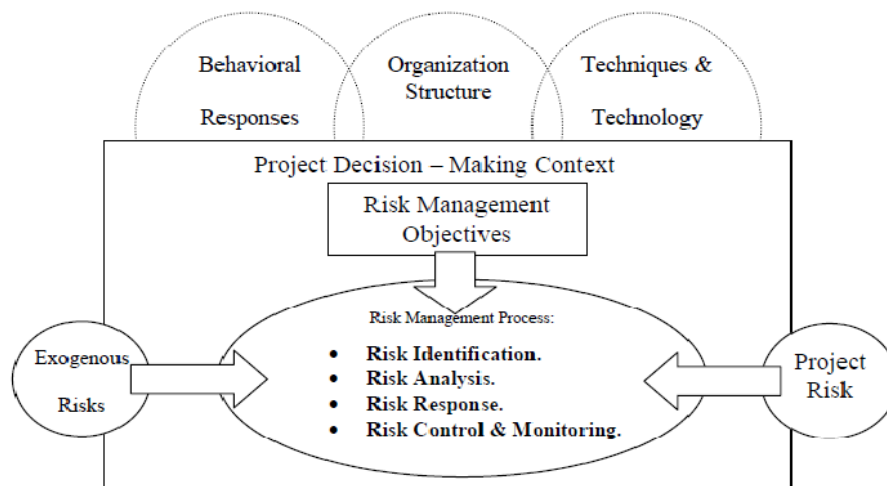 Behavioral
Responses
Organization
Structure
Techniques &
Technology
Project Decision – Making Context
Risk Management
Objectives
Risk Management Process:
• Risk Identification.
• Risk Analysis.
• Risk Response.
• Risk Control & Monitoring.
Exogenous
Risks
Project
Risk